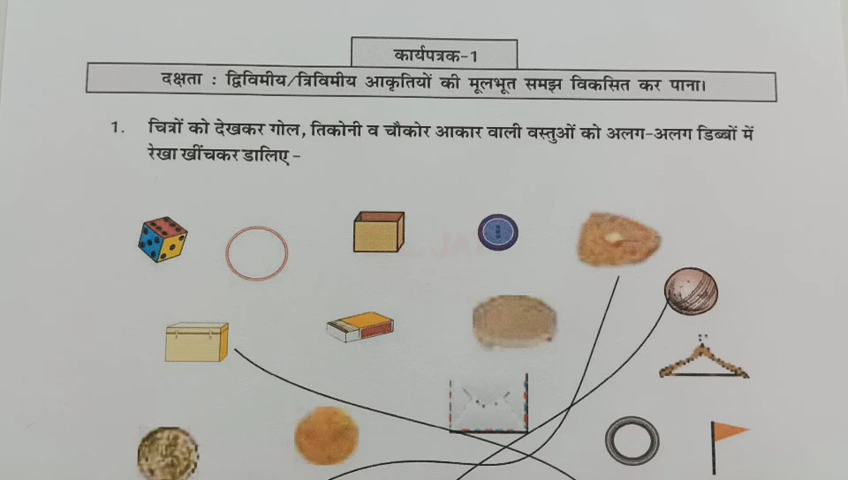 कार्यपत्रक-1
दक्षता : द्विविमीय/त्रिविमीय आकृतियों की मूलभूत समझ विकसित कर पाना।
1. चित्रों को देखकर गोल, तिकोनी व चौकोर आकार वाली वस्तुओं को अलग-अलग डिब्बों में
रेखा खींचकर डालिए -